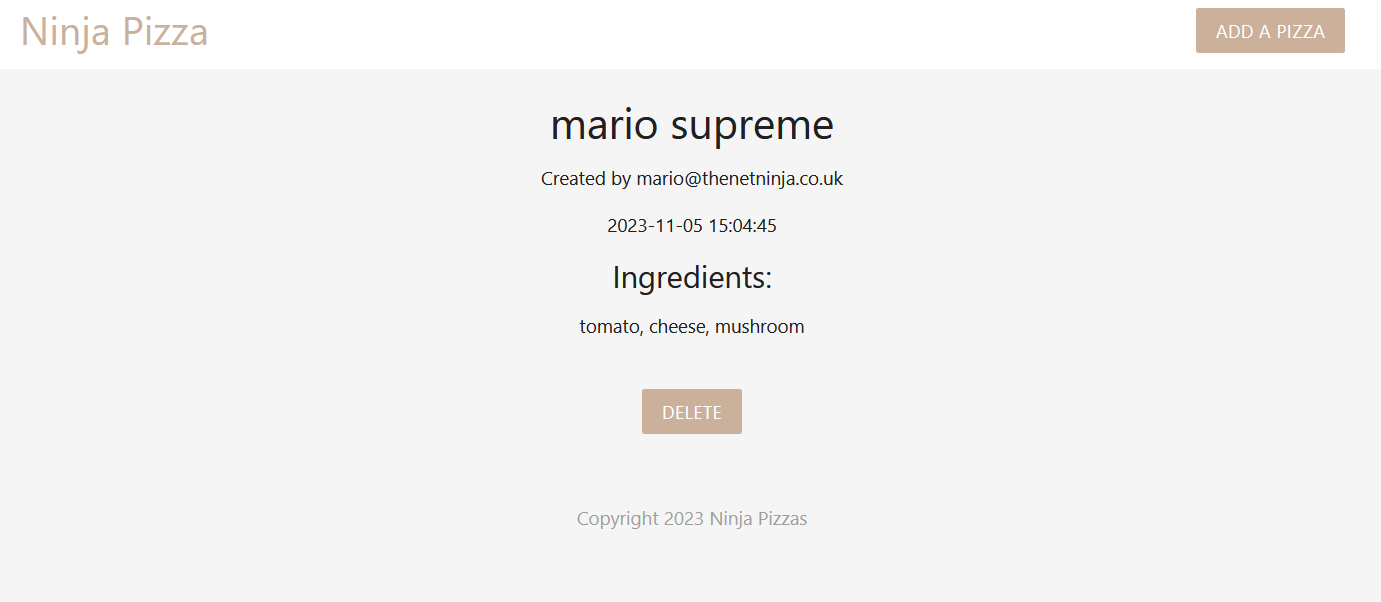 Ninja Pizza
ADD A PIZZA
mario supreme
Created by mario@thenetninja.co.uk
2023-11-05 15:04:45
Ingredients:
tomato, cheese, mushroom
DELETE
Copyright 2023 Ninja Pizzas